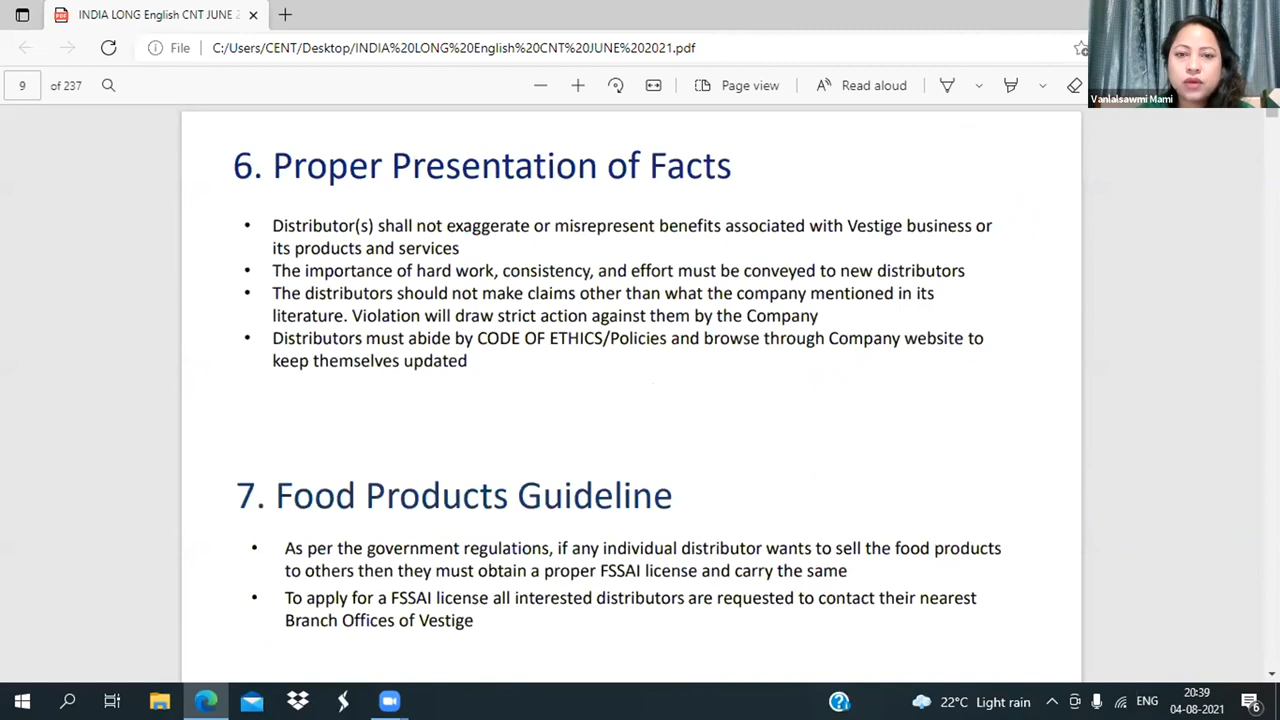 INDIA LONG English CNT JUNE 2
File
C:/Users/CENT/Desktop/INDIA%20LONG%20English%20CNT%20JUNE%202021.pdf
9 of 237
Page view
Read aloud
Vanlalsawmi Mami
6. Proper Presentation of Facts
• Distributor(s) shall not exaggerate or misrepresent benefits associated with Vestige business or
its products and services
• The importance of hard work, consistency, and effort must be conveyed to new distributors
• The distributors should not make claims other than what the company mentioned in its
literature. Violation will draw strict action against them by the Company
• Distributors must abide by CODE OF ETHICS/Policies and browse through Company website to
keep themselves updated
7. Food Products Guideline
• As per the government regulations, if any individual distributor wants to sell the food products
to others then they must obtain a proper FSSAI license and carry the same
• To apply for a FSSAI license all interested distributors are requested to contact their nearest
Branch Offices of Vestige
22°C Light rain
ENG
20:39
04-08-2021
6